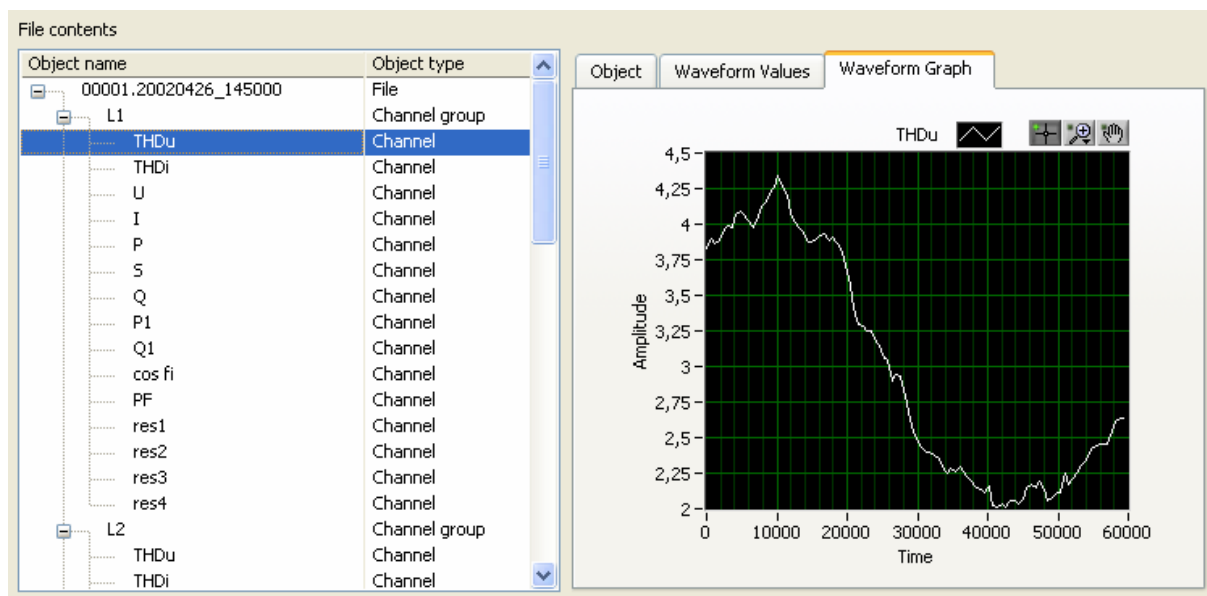 File contents
Object name Object type
00001.20020426_145000 File
L1 Channel group
THDu Channel
THDi Channel
U Channel
I Channel
P Channel
S Channel
Q Channel
P1 Channel
Q1 Channel
cos fi Channel
PF Channel
res1 Channel
res2 Channel
res3 Channel
res4 Channel
L2 Channel group
THDu Channel
THDi Channel
Object Waveform Values Waveform Graph
THDu
Amplitude
4,5
4,25
4
3,75
3,5
3,25
3
2,75
2,5
2,25
2
0 10000 20000 30000 40000 50000 60000
Time